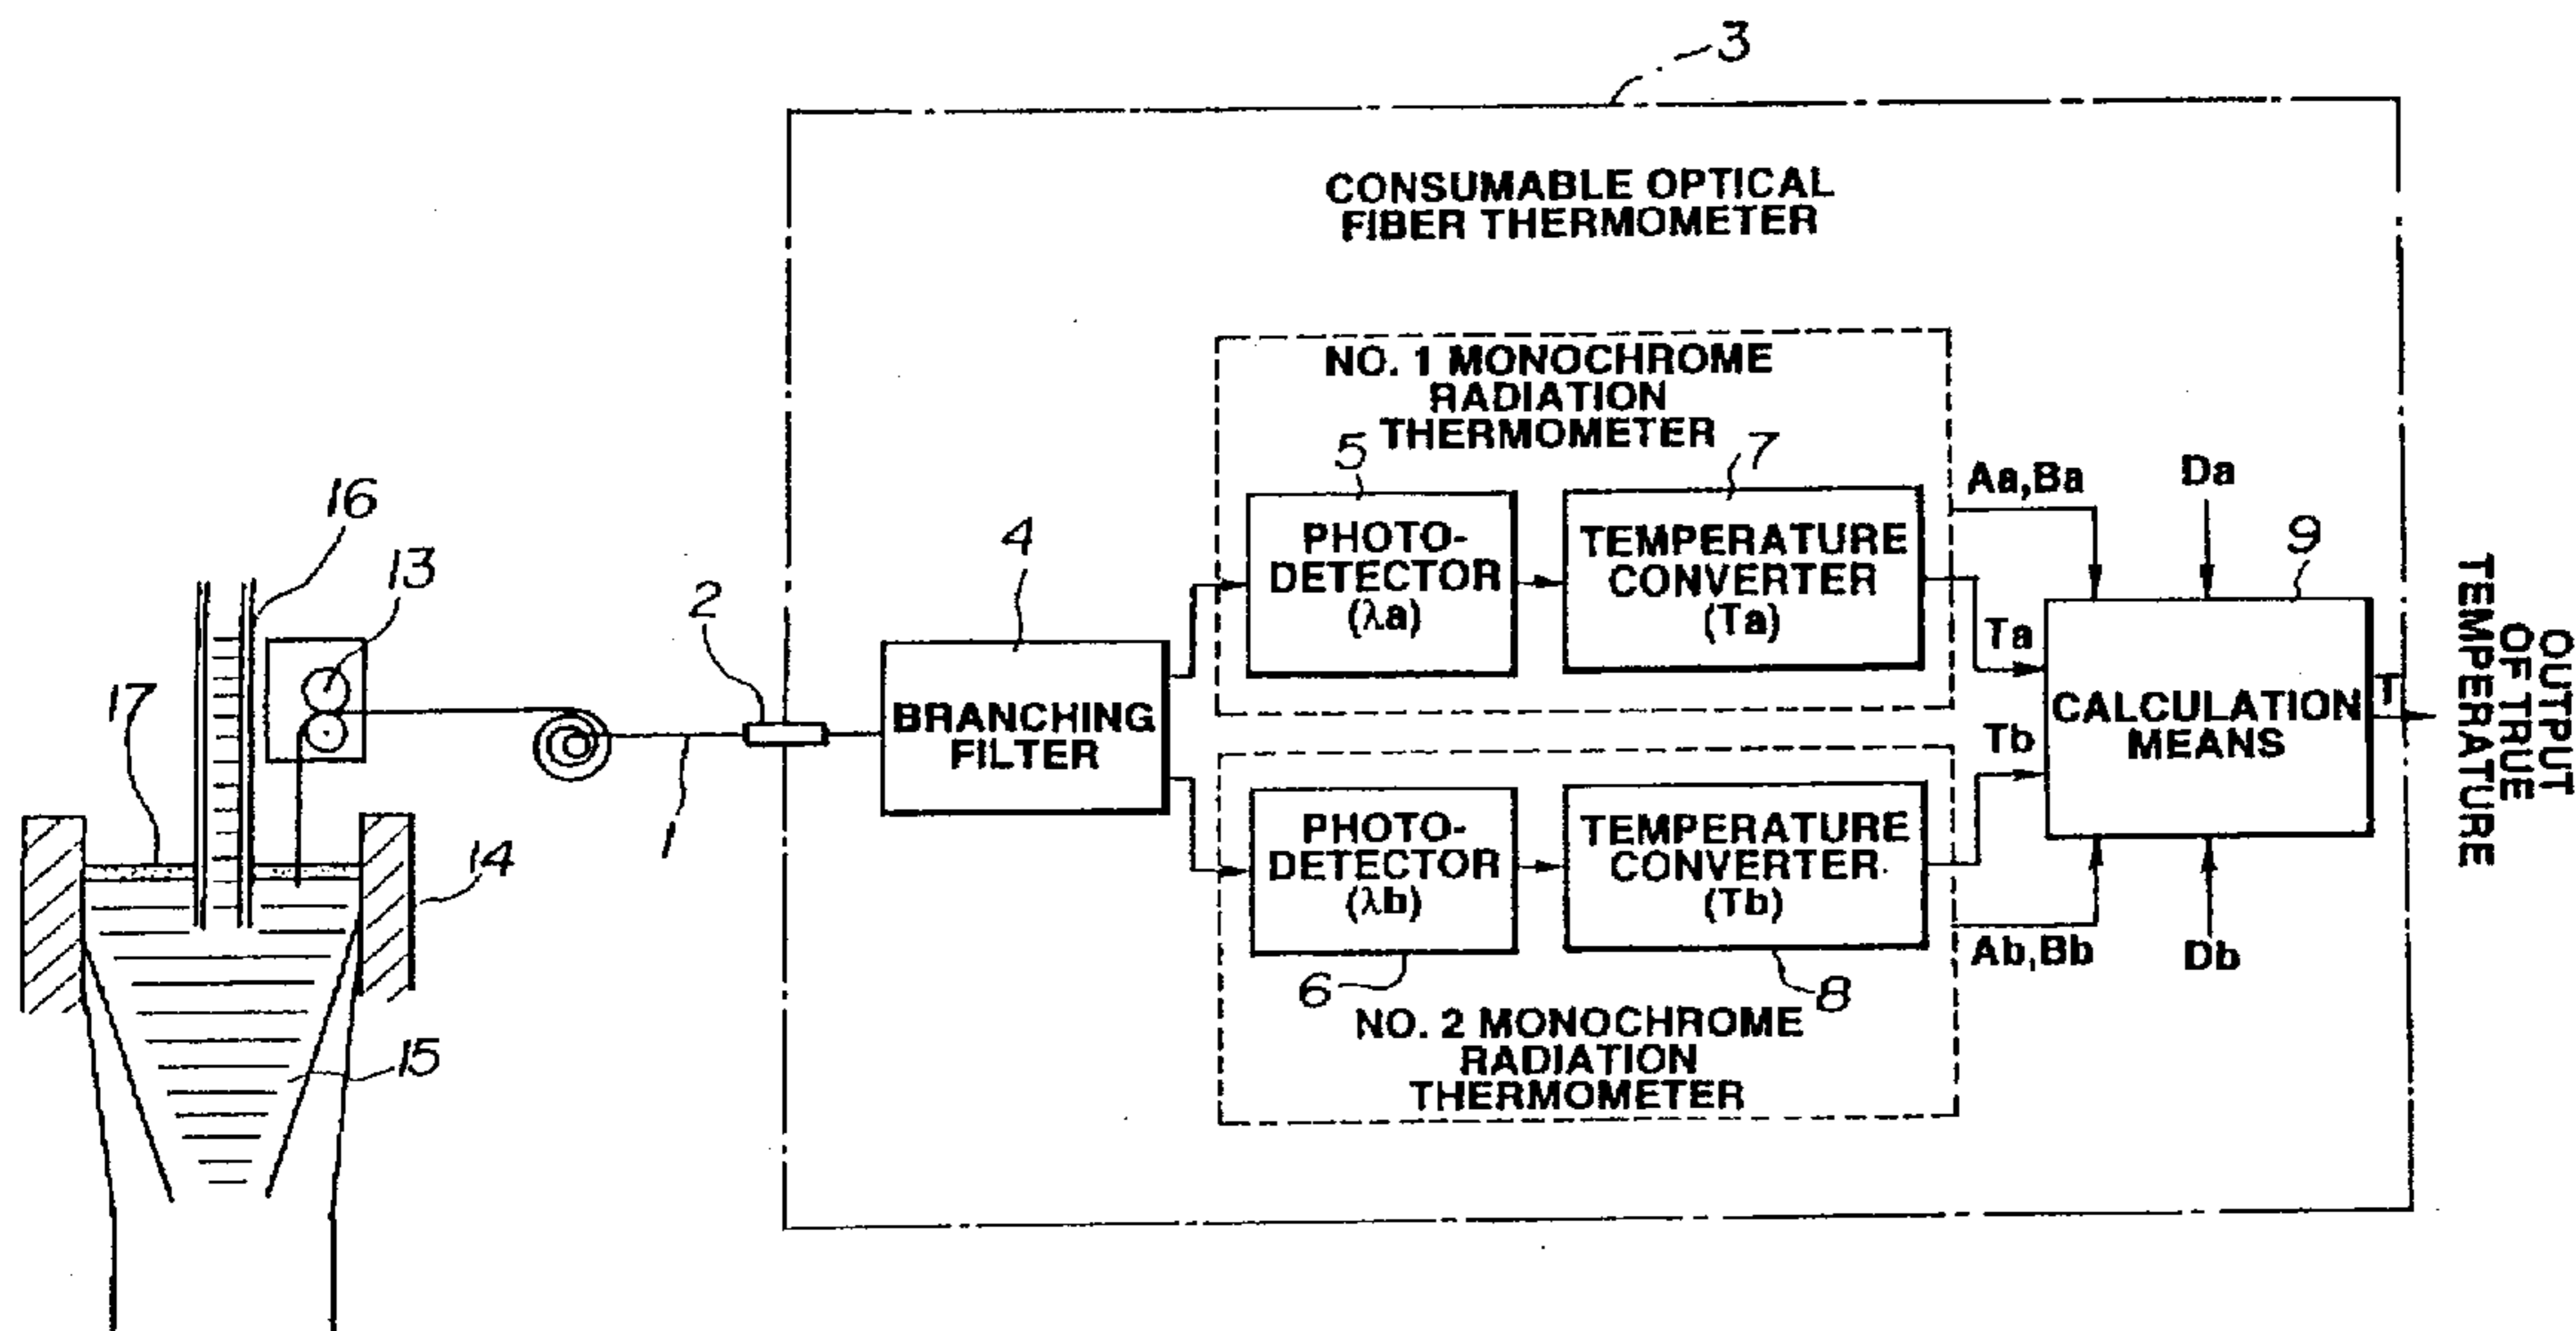 3
CONSUMABLE OPTICAL
FIBER THERMOMETER
NO. 1 MONOCHROME
RADIATION
THERMOMETER
5
7
PHOTO-
DETECTOR
(λa)
TEMPERATURE
CONVERTER
(Ta)
Aa,Ba
Da
9
16
13
4
2
17
BRANCHING
FILTER
Ta
Tb
CALCULATION
MEANS
T
OUTPUT
OF TRUE
TEMPERATURE
1
14
15
PHOTO-
DETECTOR
(λb)
TEMPERATURE
CONVERTER
(Tb)
Ab,Bb
Db
6
8
NO. 2 MONOCHROME
RADIATION
THERMOMETER